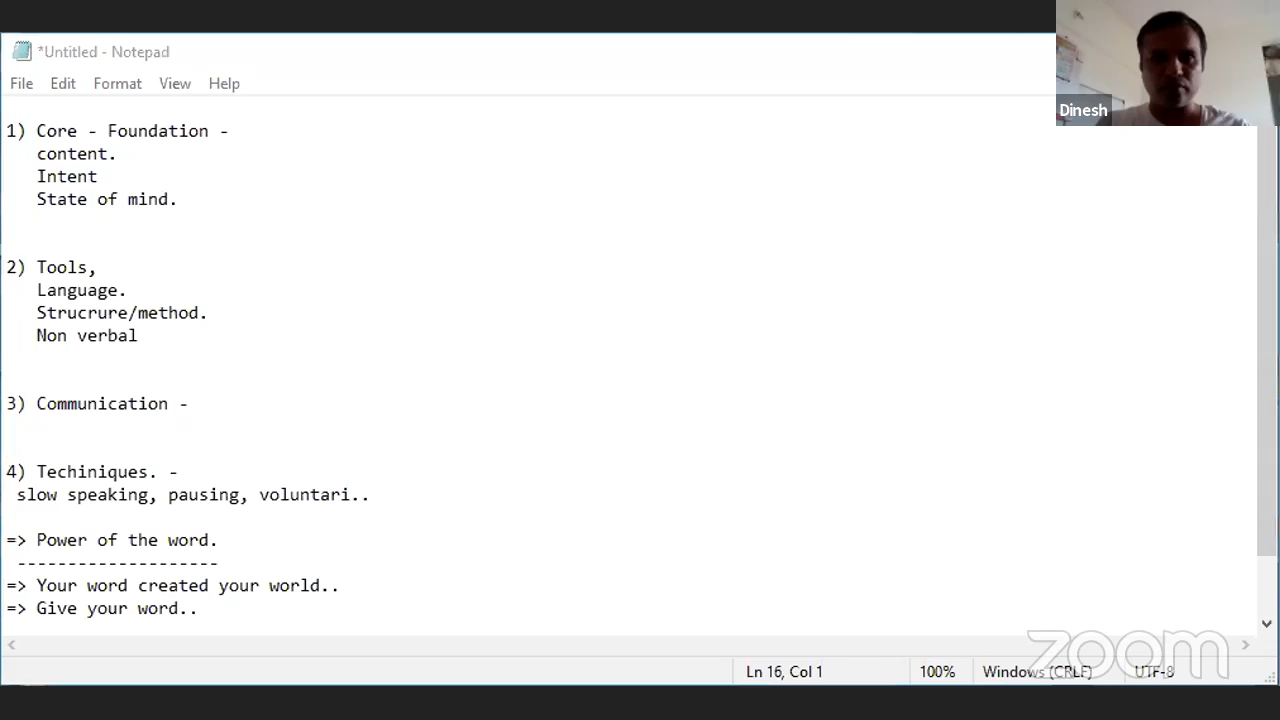 *Untitled - Notepad
File Edit Format View Help
Dinesh
1) Core - Foundation -
content.
Intent
State of mind.
2) Tools,
Language.
Strucrure/method.
Non verbal
3) Communication -
4) Techiniques. -
slow speaking, pausing, voluntari..
=> Power of the word.
--------------------
=> Your word created your world..
=> Give your word..
Ln 16, Col 1 100% Windows (CRLF) UTF-8
zoom